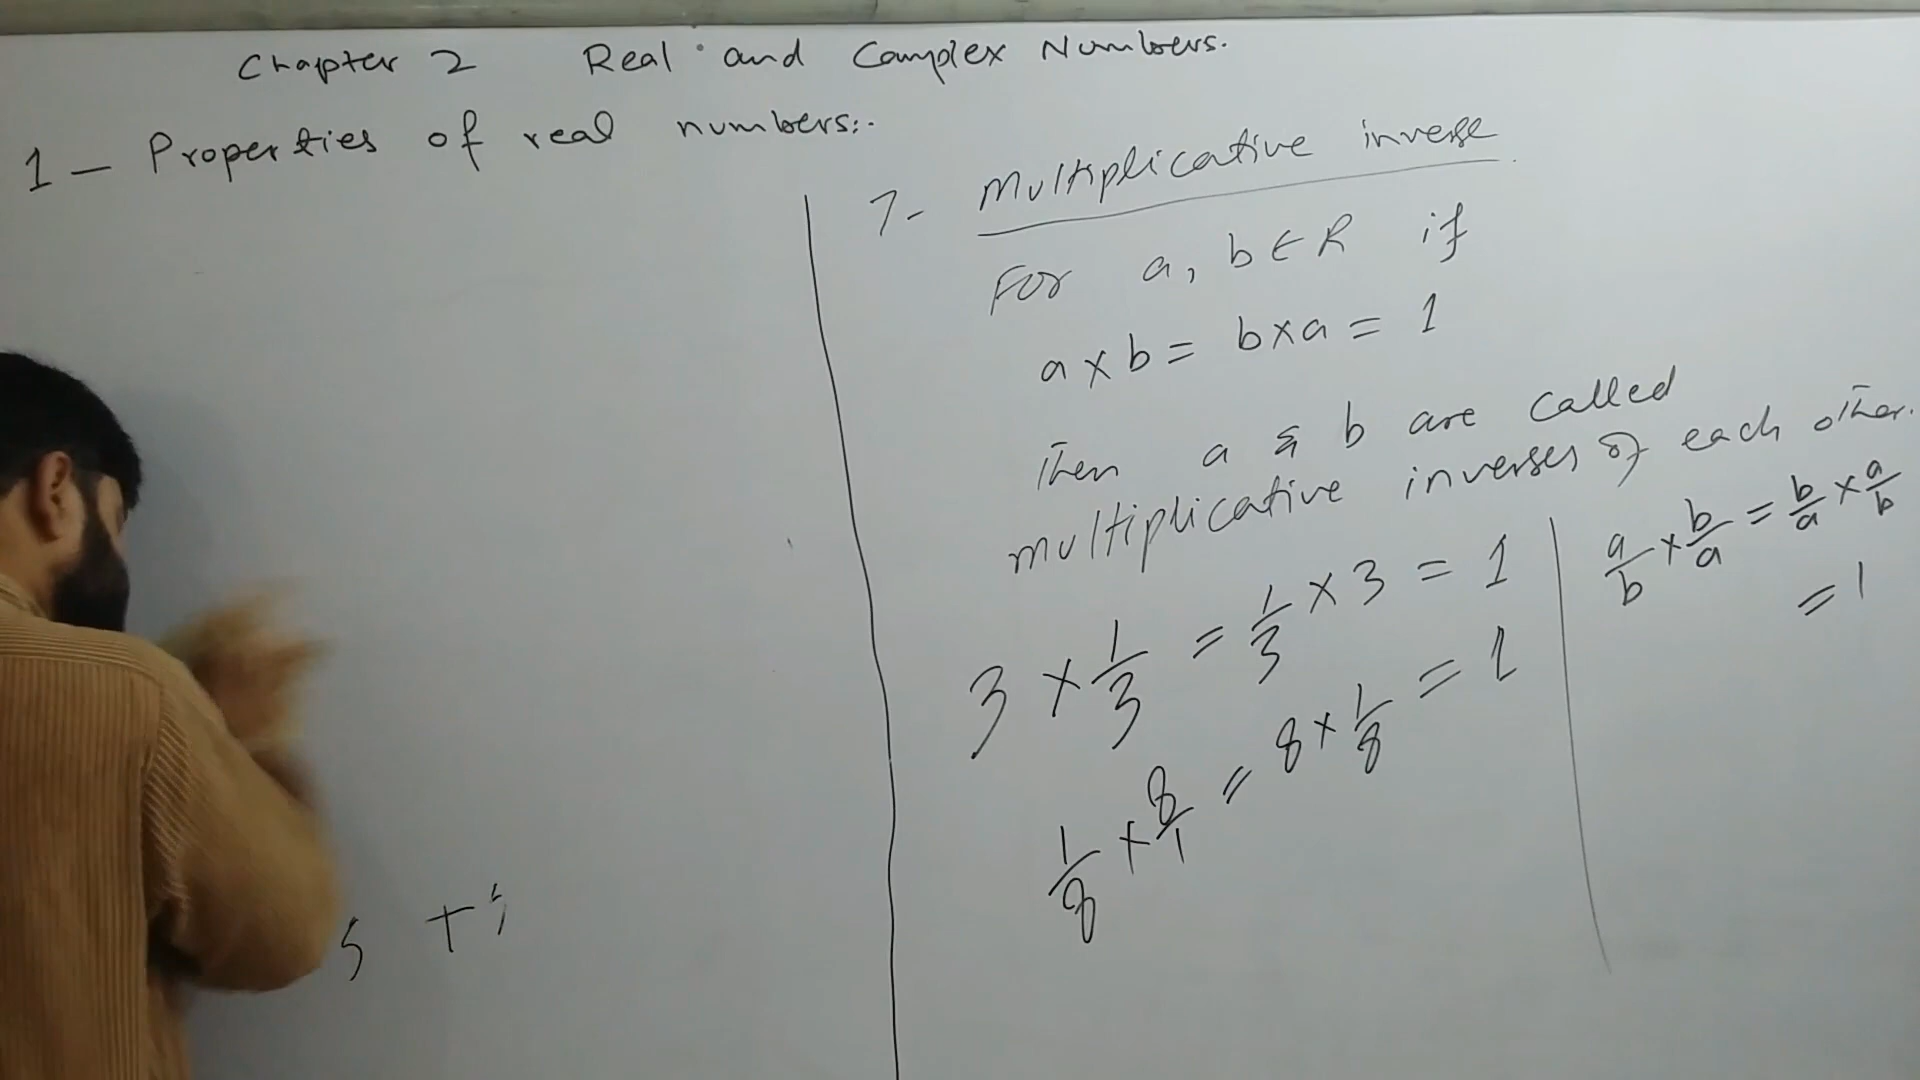 Chapter 2 Real and Complex Numbers.
1 – Properties of real numbers:.
7- Multiplicative inverse
For a, b ∈ R if
a × b = b × a = 1
Then a & b are called
multiplicative inverses of each other.
3 × 1/3 = 1/3 × 3 = 1
1/8 × 8/1 = 8 × 1/8 = 1
a/b × b/a = b/a × a/b
= 1
5 +